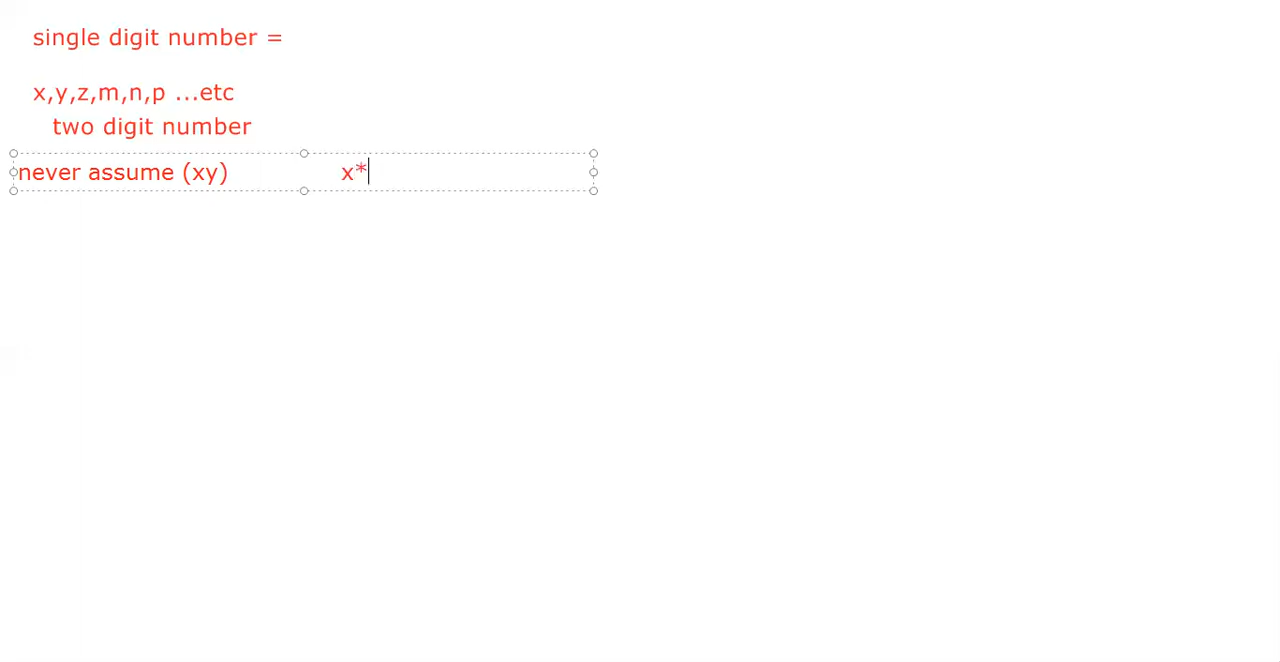 single digit number =
x,y,z,m,n,p ...etc
two digit number
never assume (xy) x*